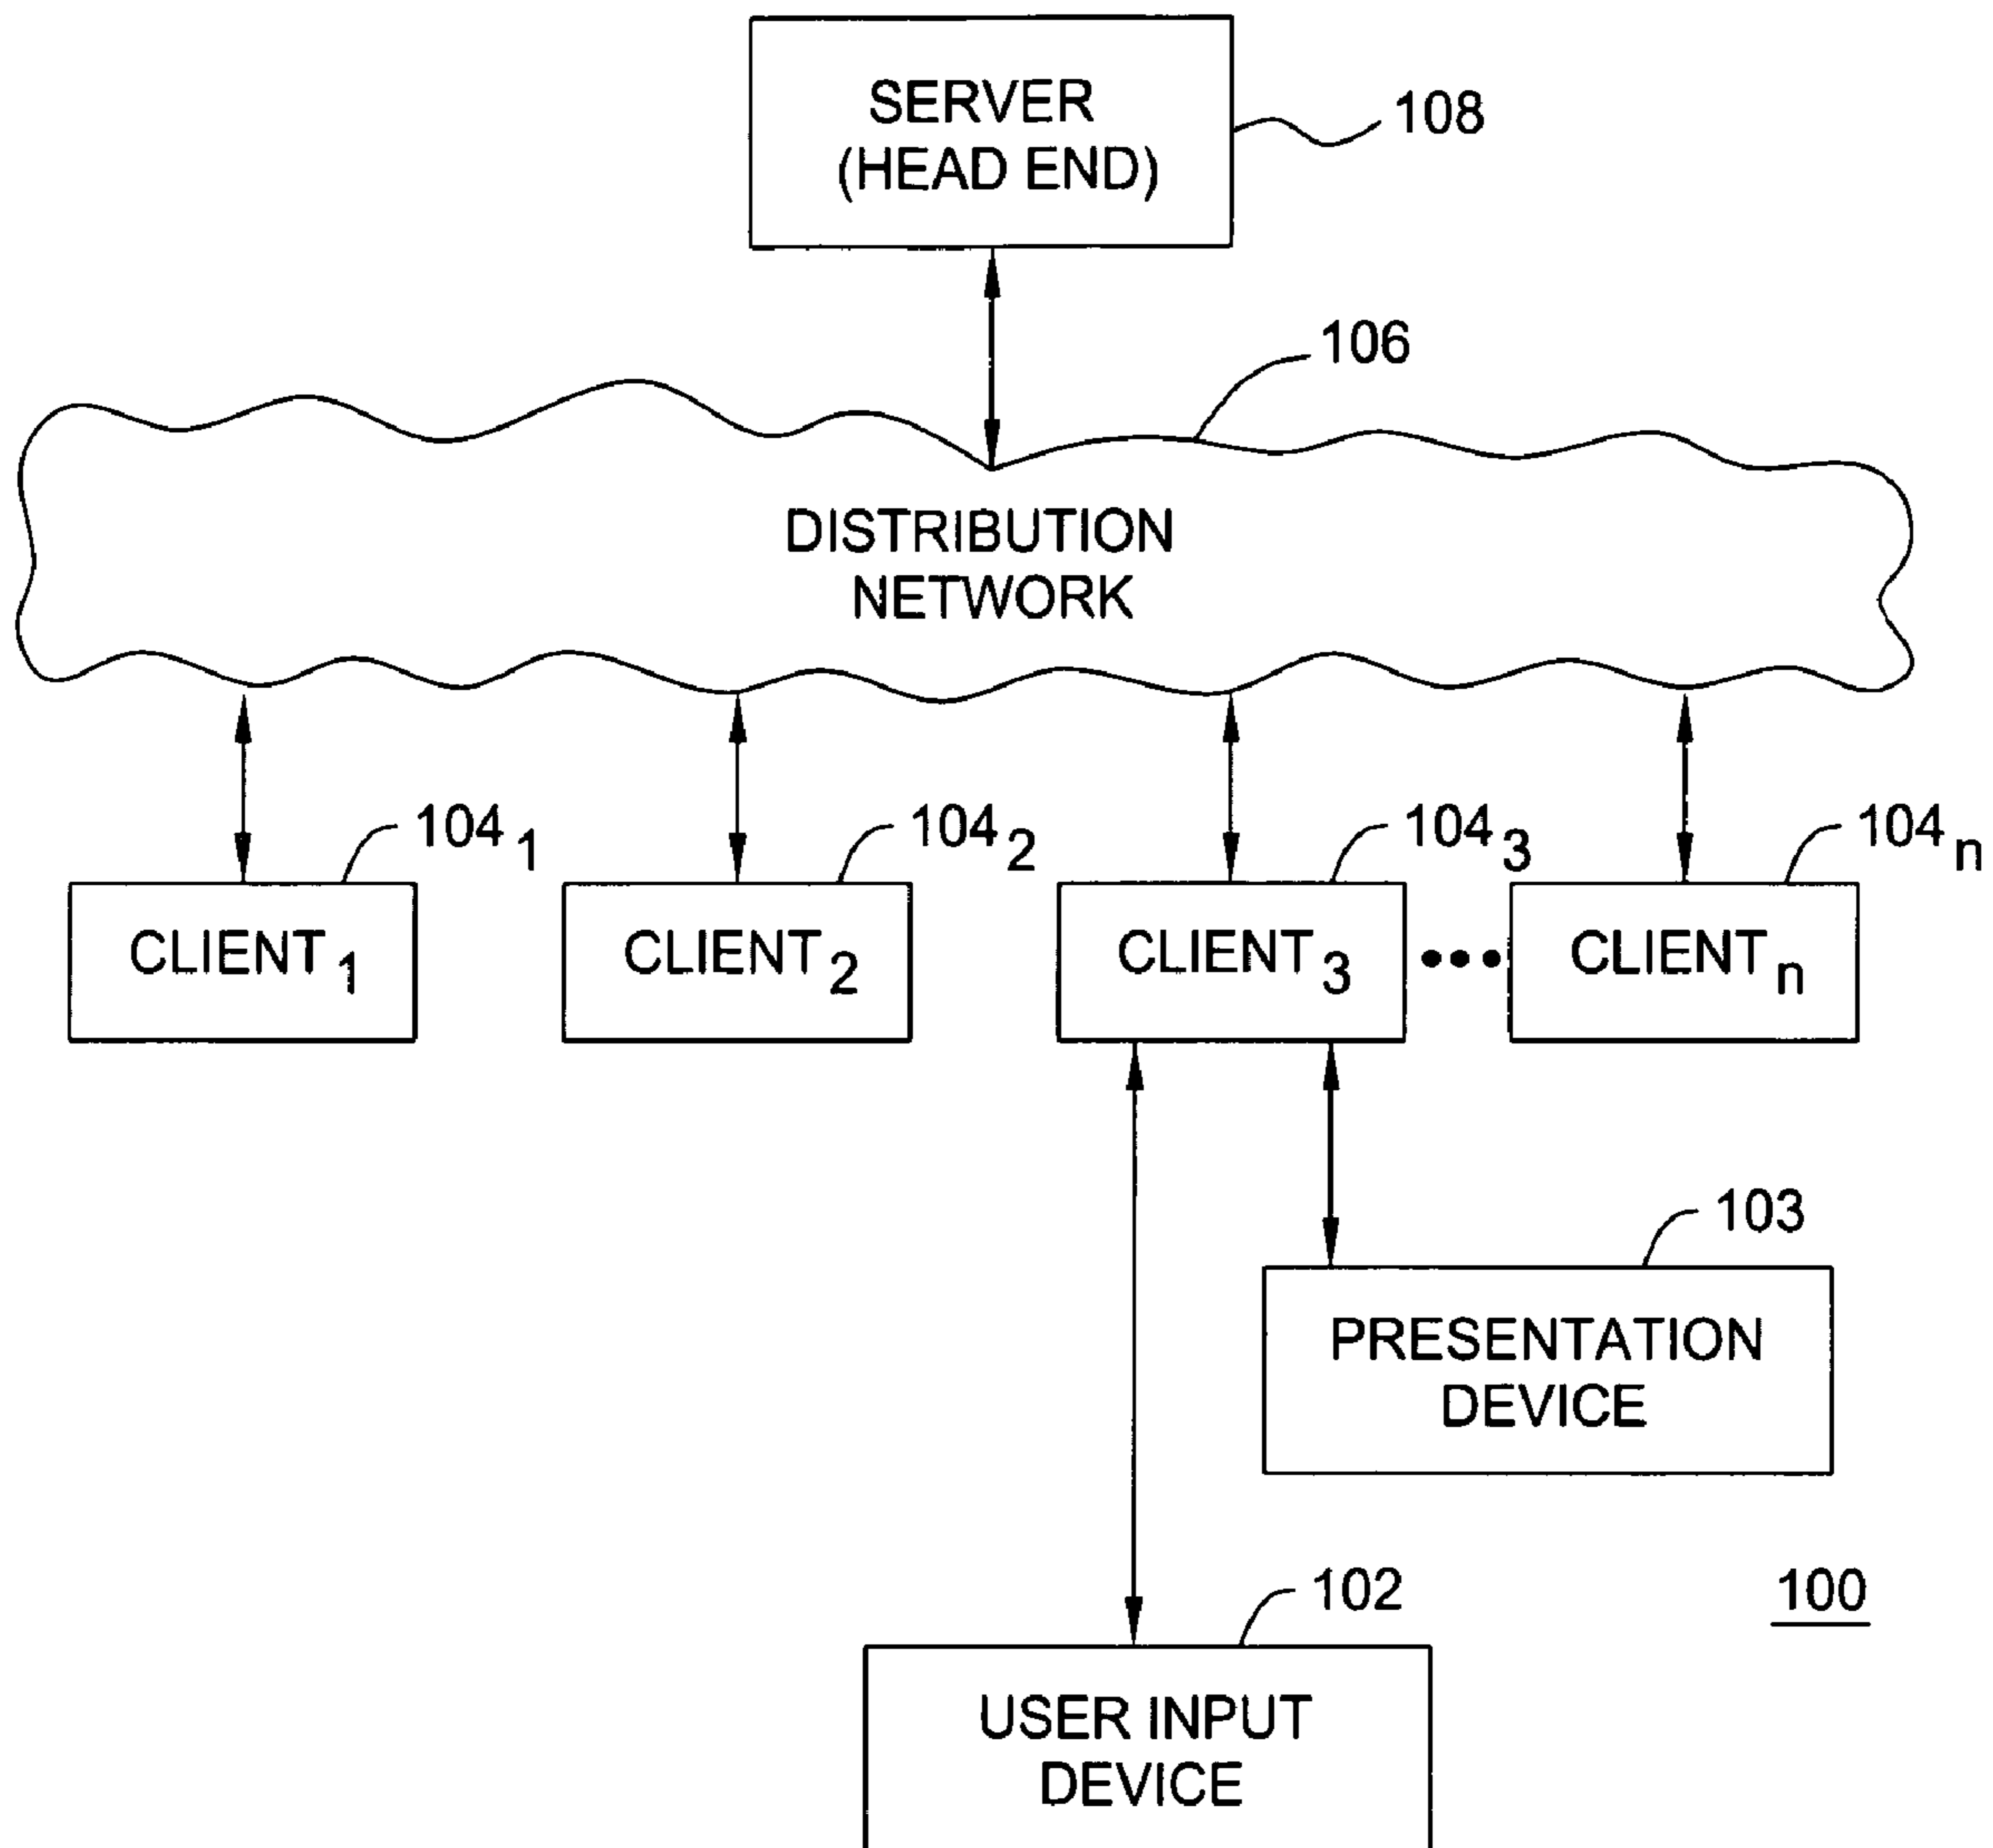 SERVER
(HEAD END)
108
106
DISTRIBUTION
NETWORK
104 1
104 2
104 3
104 n
CLIENT 1
CLIENT 2
CLIENT 3 •••
CLIENT n
103
PRESENTATION
DEVICE
102
100
USER INPUT
DEVICE